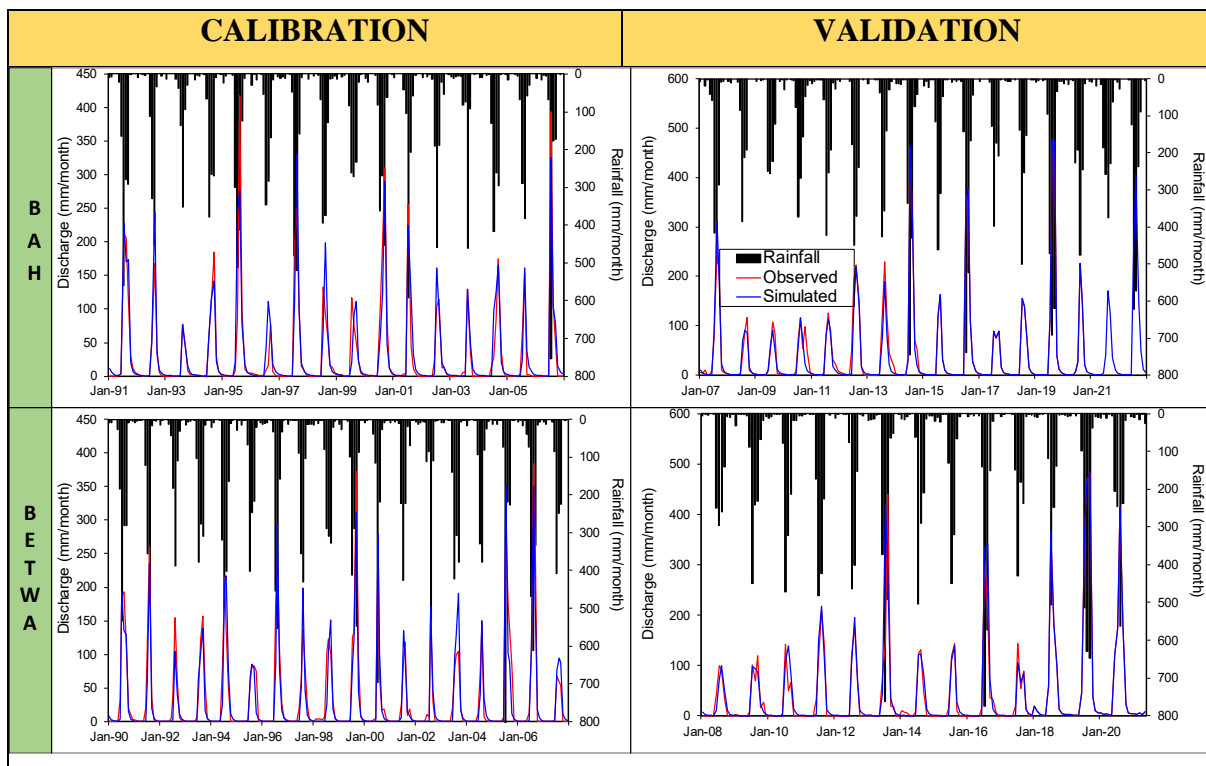 CALIBRATION
VALIDATION
BAH
Discharge (mm/month)
450
400
350
300
250
200
150
100
50
0
Jan-91
Jan-93
Jan-95
Jan-97
Jan-99
Jan-01
Jan-03
Jan-05
0
100
200
300
400
500
600
700
800
Rainfall (mm/month)
Discharge (mm/month)
600
500
400
300
200
100
0
Jan-07
Jan-09
Jan-11
Jan-13
Jan-15
Jan-17
Jan-19
Jan-21
0
100
200
300
400
500
600
700
800
Rainfall (mm/month)
Rainfall
Observed
Simulated
BETWA
Discharge (mm/month)
450
400
350
300
250
200
150
100
50
0
Jan-90
Jan-92
Jan-94
Jan-96
Jan-98
Jan-00
Jan-02
Jan-04
Jan-06
0
100
200
300
400
500
600
700
800
Rainfall (mm/month)
Discharge (mm/month)
600
500
400
300
200
100
0
Jan-08
Jan-10
Jan-12
Jan-14
Jan-16
Jan-18
Jan-20
0
100
200
300
400
500
600
700
800
Rainfall (mm/month)